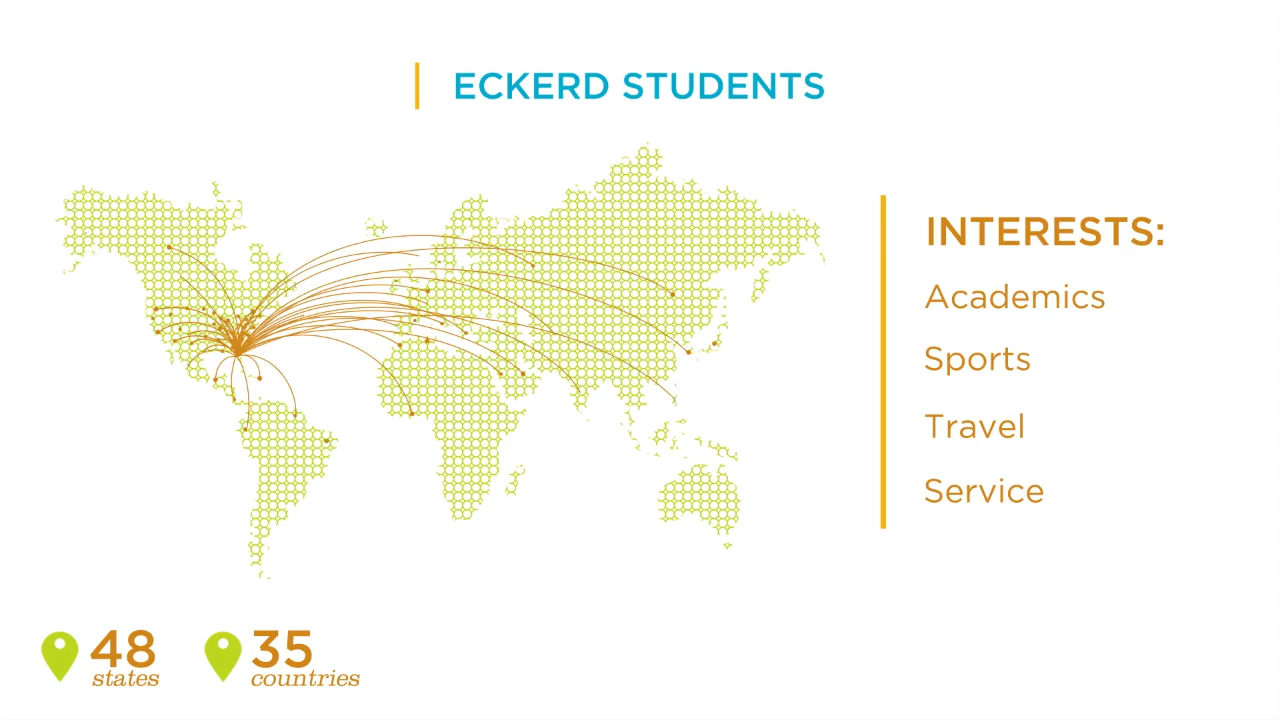 ECKERD STUDENTS
INTERESTS:
Academics
Sports
Travel
Service
48
states
35
countries